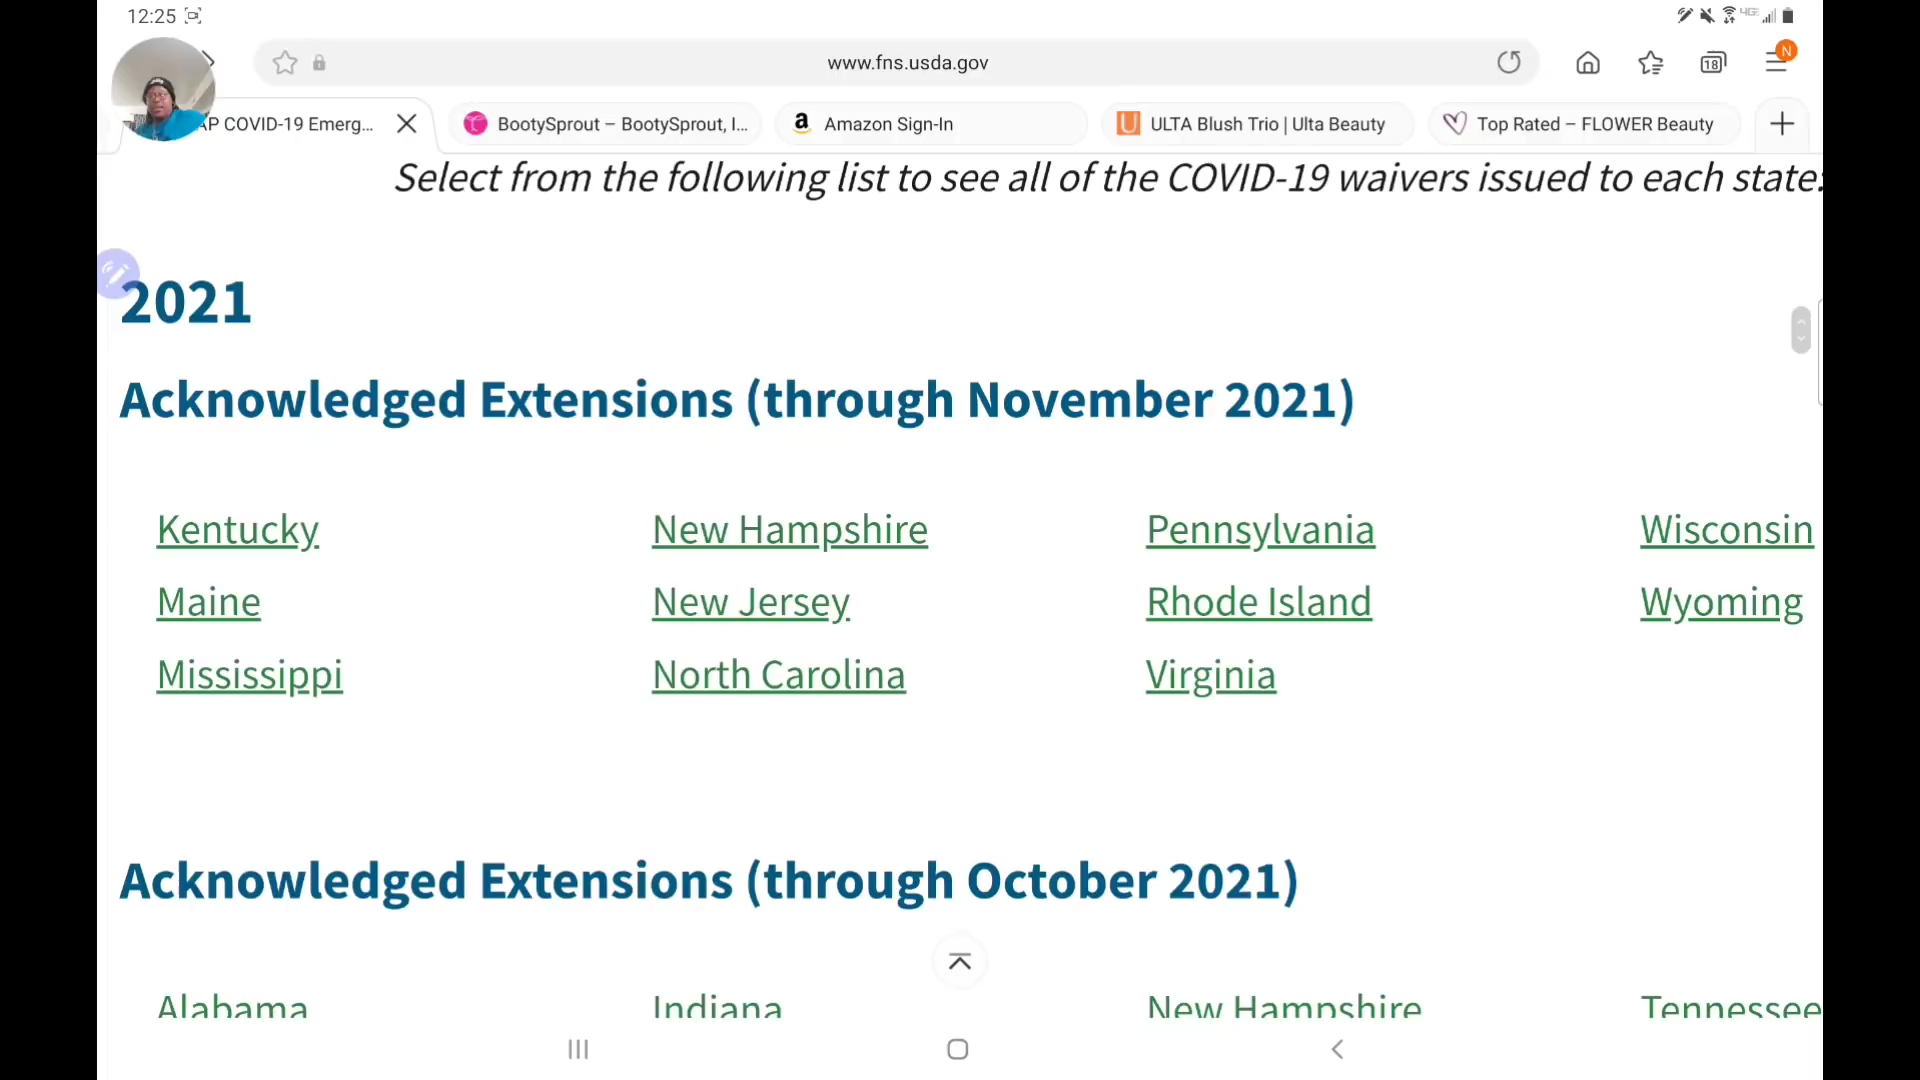 12:25
www.fns.usda.gov
18
N
AP COVID-19 Emerg...
BootySprout – BootySprout, I...
a Amazon Sign-In
U ULTA Blush Trio | Ulta Beauty
Top Rated – FLOWER Beauty
Select from the following list to see all of the COVID-19 waivers issued to each state:
2021
Acknowledged Extensions (through November 2021)
Kentucky New Hampshire Pennsylvania Wisconsin
Maine New Jersey Rhode Island Wyoming
Mississippi North Carolina Virginia
Acknowledged Extensions (through October 2021)
Alabama Indiana New Hampshire Tennessee